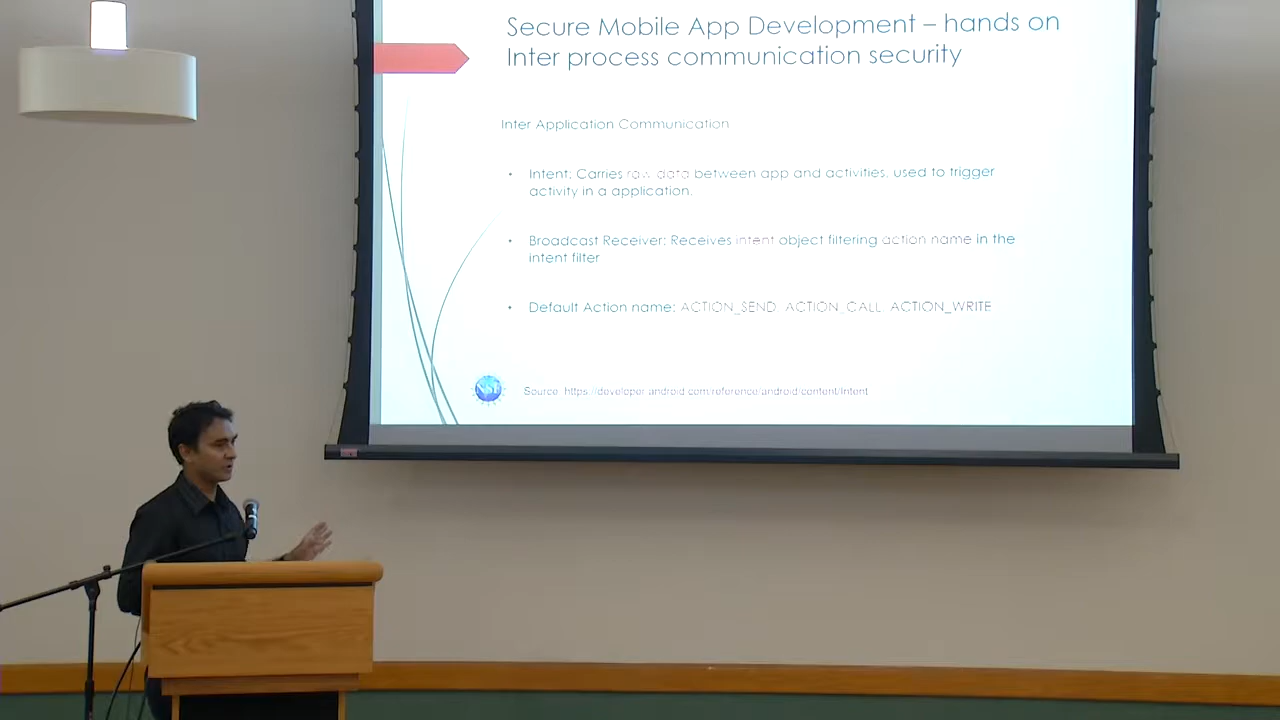 Secure Mobile App Development – hands on
Inter process communication security
Inter Application Communication
• Intent: Carries raw data between app and activities, used to trigger
activity in a application.
• Broadcast Receiver: Receives intent object filtering action name in the
intent filter
• Default Action name: ACTION_SEND, ACTION_CALL, ACTION_WRITE
NSF
Source: https://developer.android.com/reference/android/content/Intent